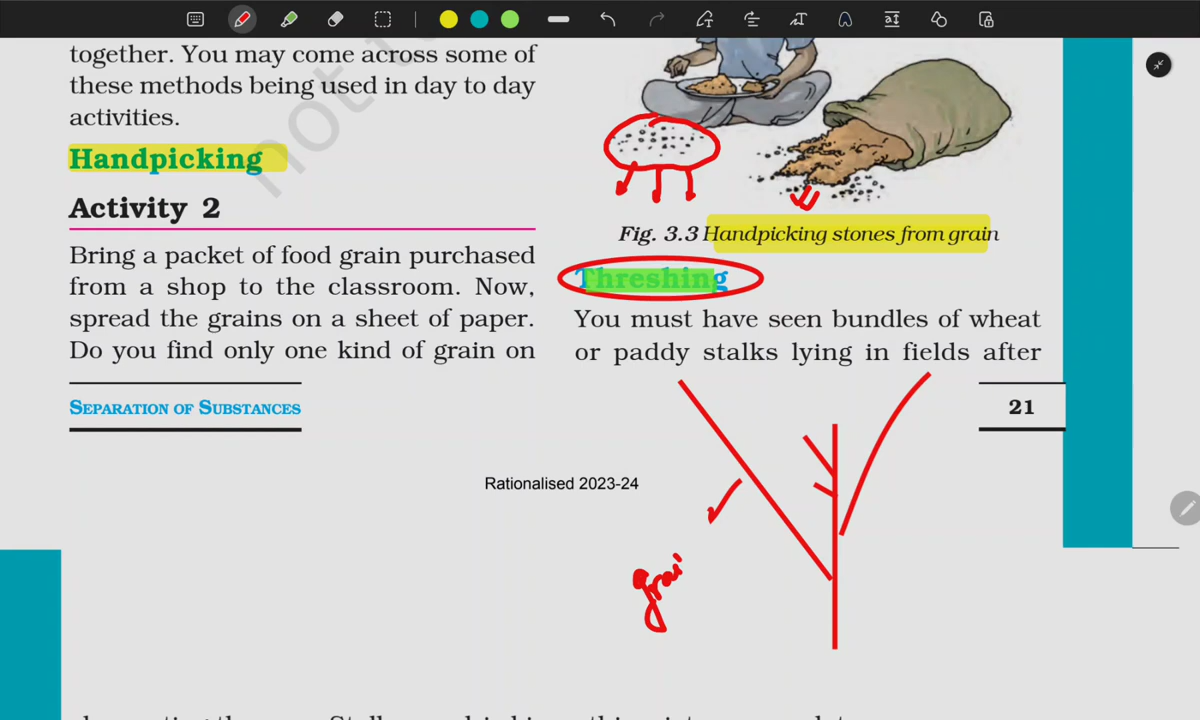 together. You may come across some of
these methods being used in day to day
activities.
Handpicking
Activity 2
Bring a packet of food grain purchased
from a shop to the classroom. Now,
spread the grains on a sheet of paper.
Do you find only one kind of grain on
SEPARATION OF SUBSTANCES
Fig. 3.3 Handpicking stones from grain
Threshing
You must have seen bundles of wheat
or paddy stalks lying in fields after
21
Rationalised 2023-24
grai